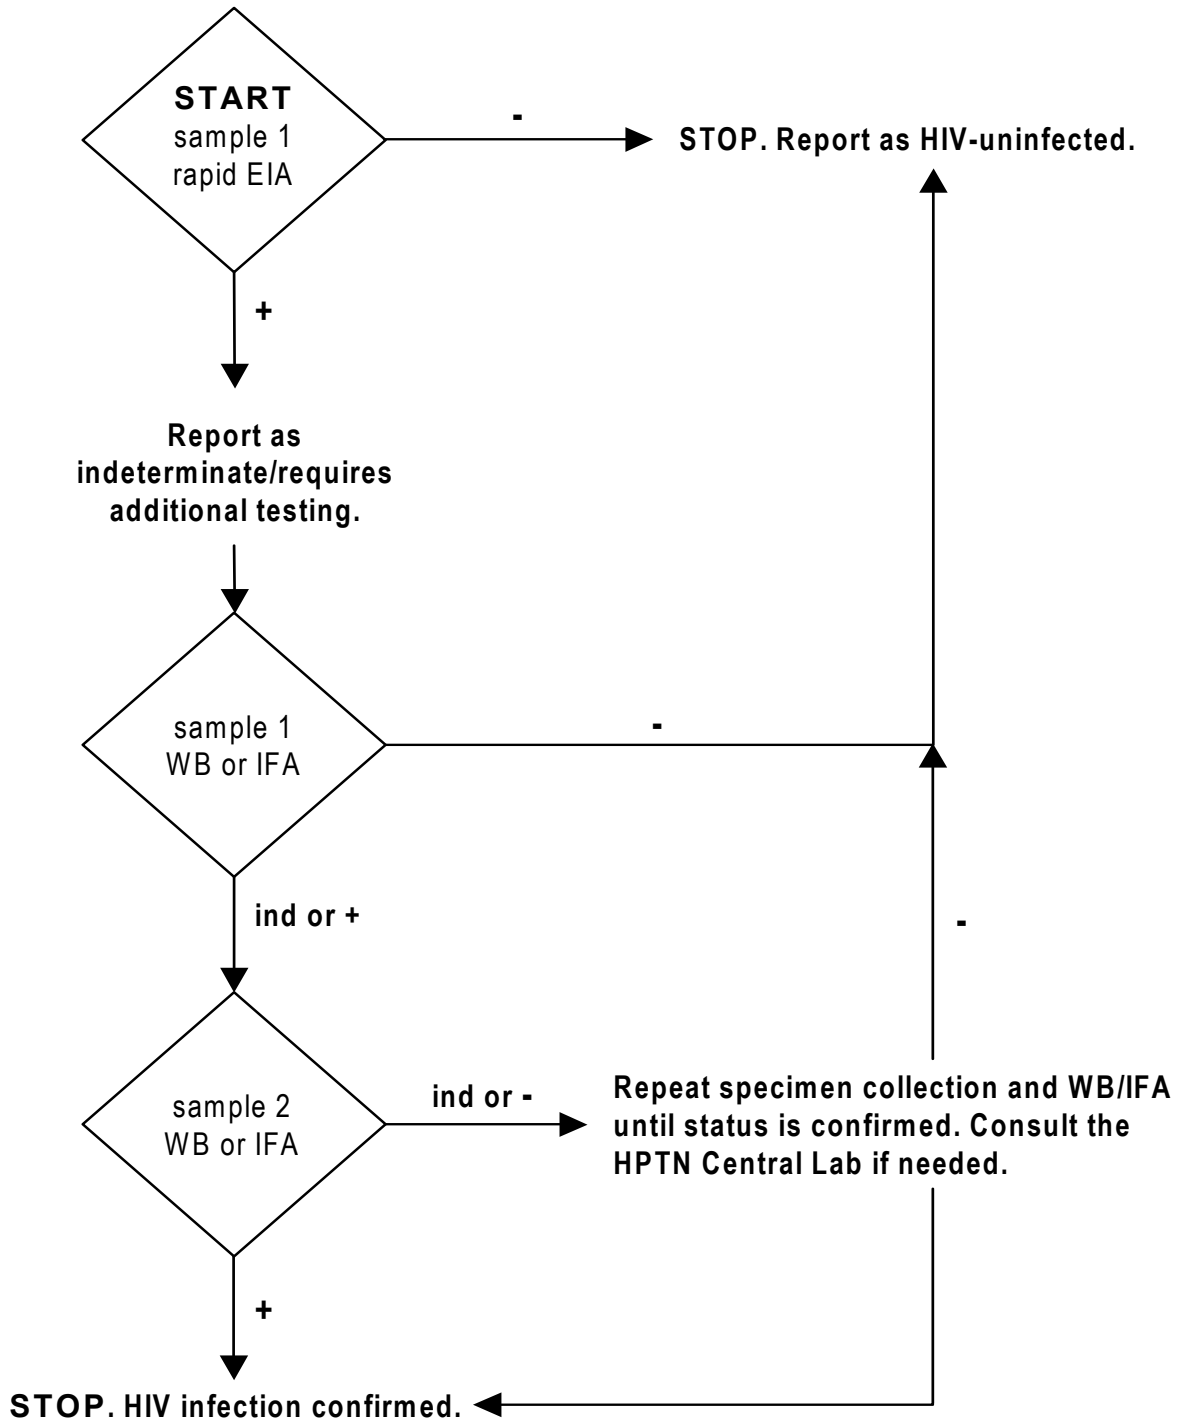 START
sample 1
rapid EIA
-
STOP. Report as HIV-uninfected.
+
Report as
indeterminate/requires
additional testing.
sample 1
WB or IFA
-
ind or +
-
sample 2
WB or IFA
ind or -
Repeat specimen collection and WB/IFA
until status is confirmed. Consult the
HPTN Central Lab if needed.
+
STOP. HIV infection confirmed.